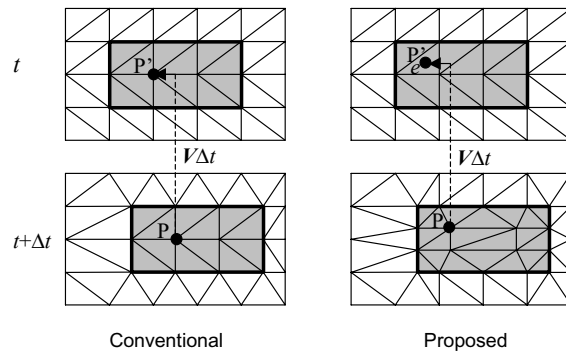 t
P'
P'
e
VΔt
VΔt
t+Δt
P
P
Conventional
Proposed